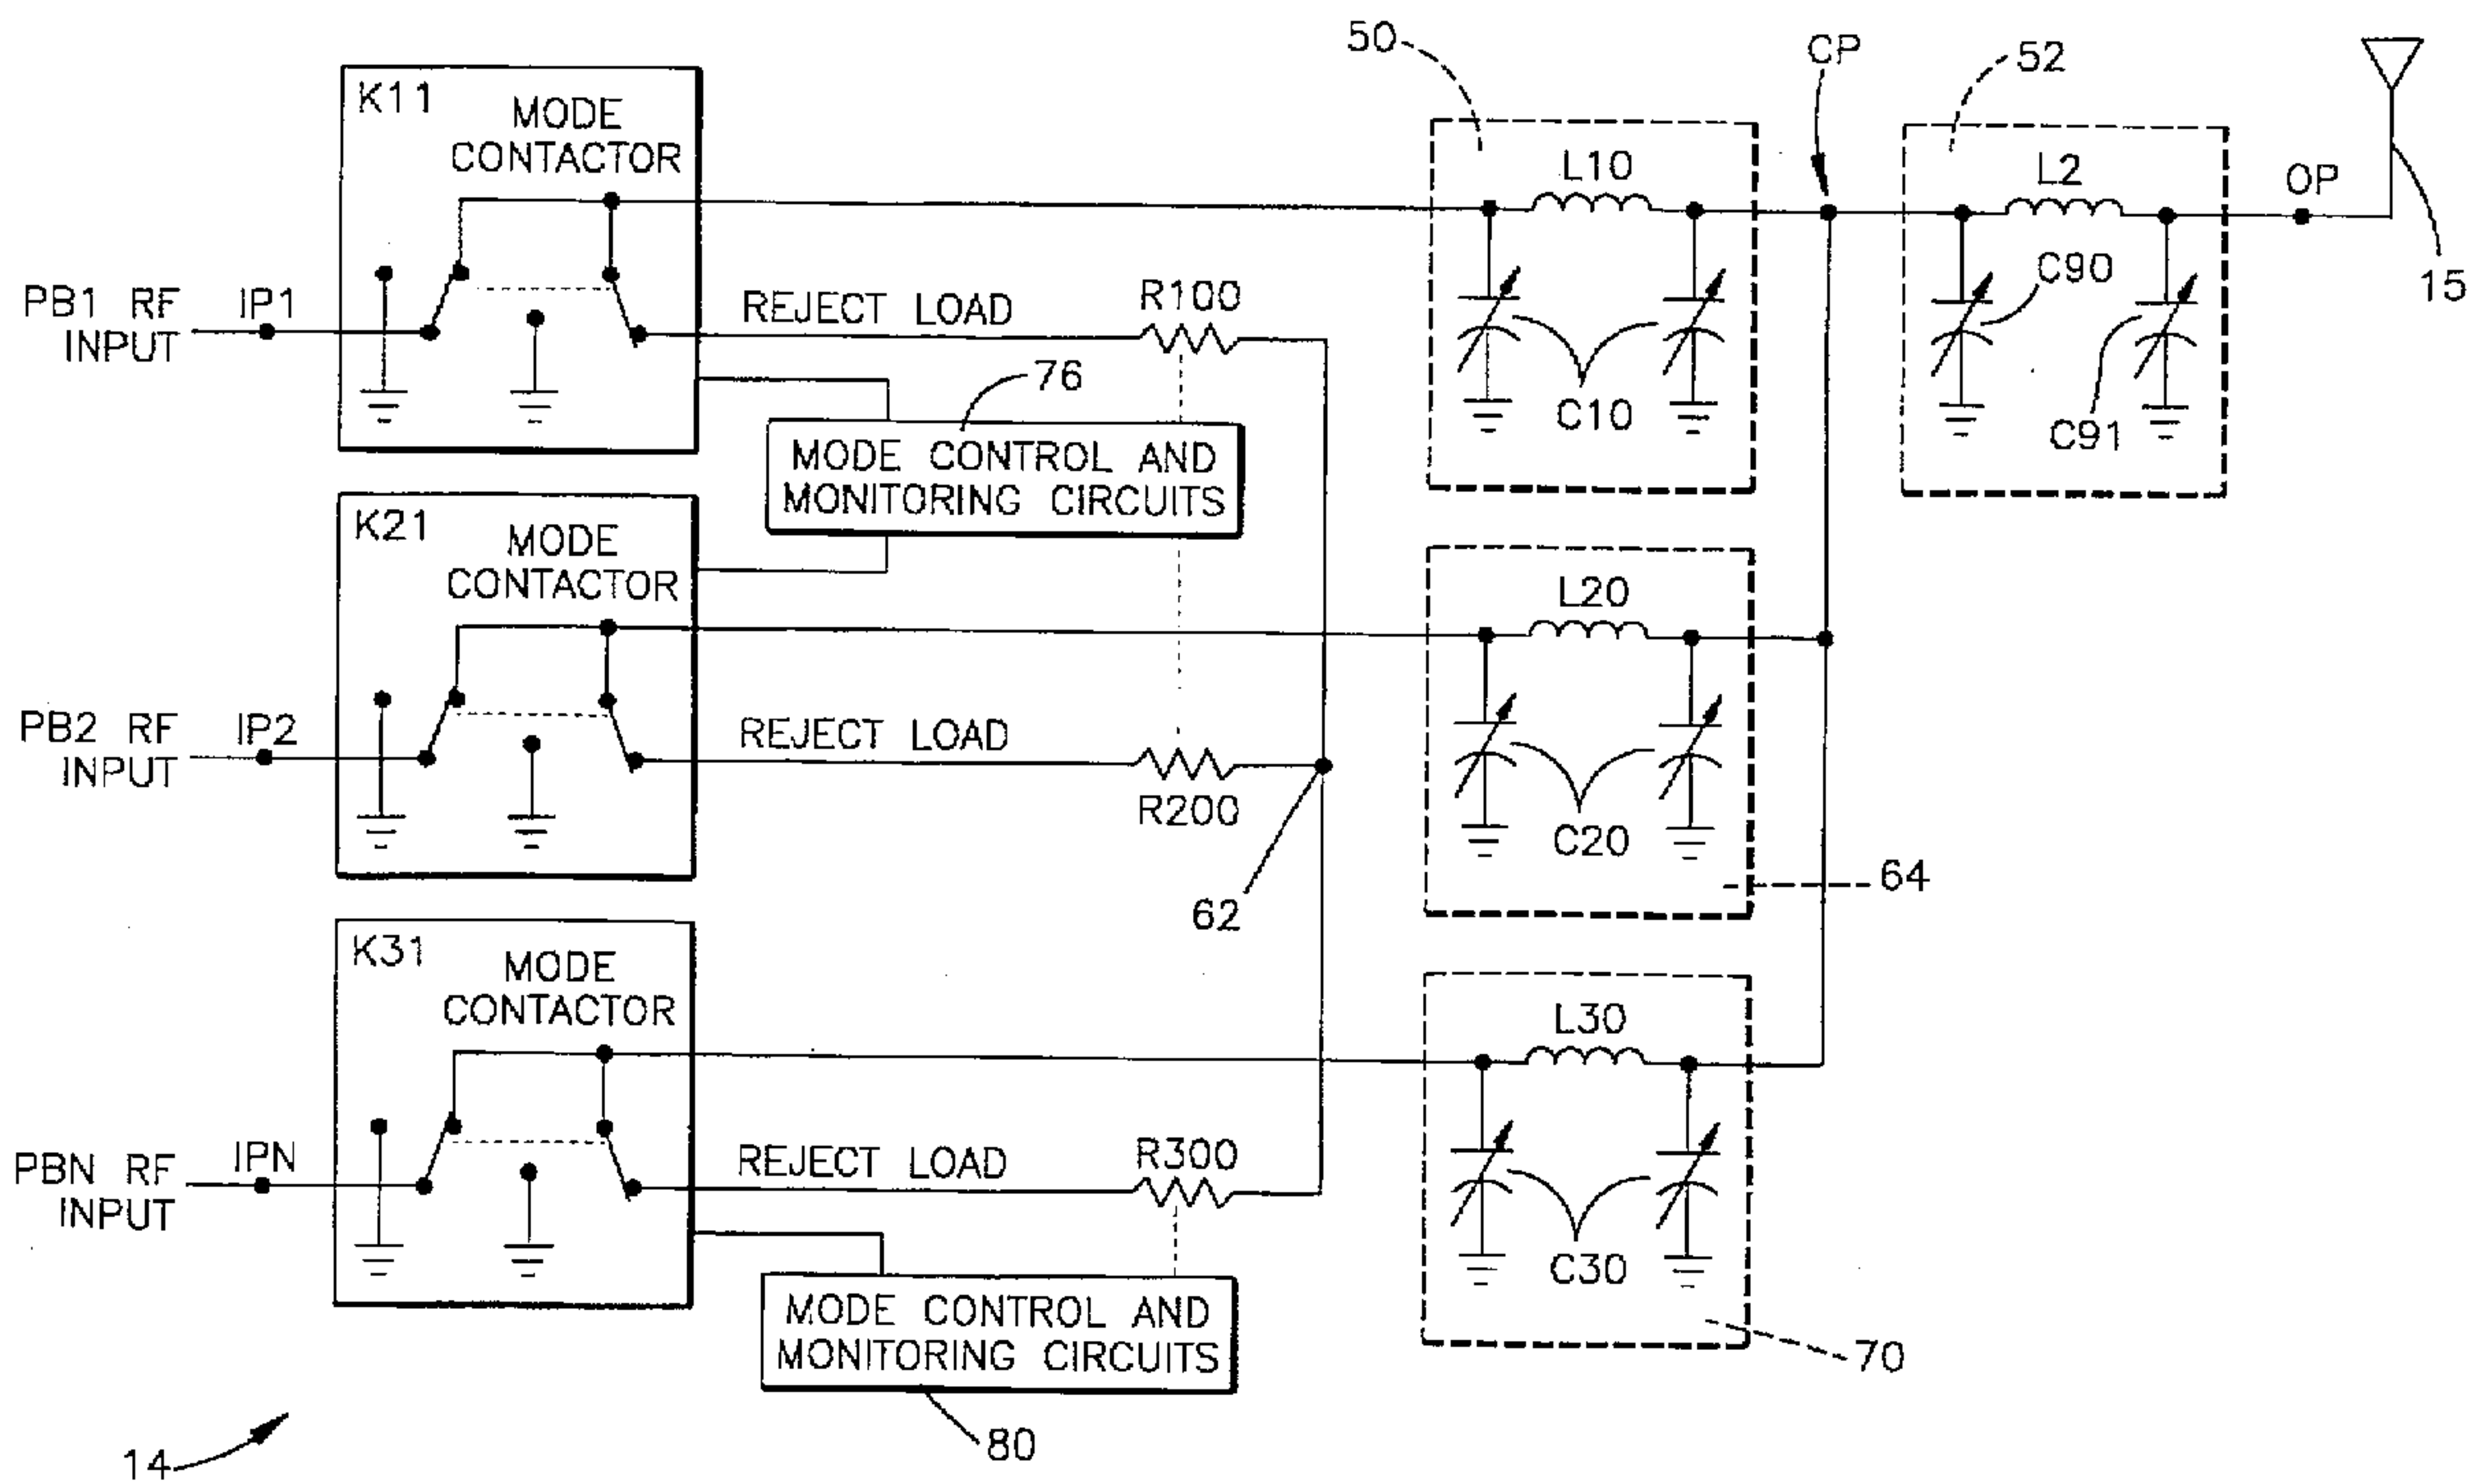 50
CP
52
K11
MODE
CONTACTOR
L10
L2
OP
C90
15
PB1 RF
INPUT
IP1
REJECT LOAD
R100
C10
C91
76
MODE CONTROL AND
MONITORING CIRCUITS
K21
MODE
CONTACTOR
L20
PB2 RF
INPUT
IP2
REJECT LOAD
R200
C20
64
62
K31
MODE
CONTACTOR
L30
PBN RF
INPUT
IPN
REJECT LOAD
R300
C30
MODE CONTROL AND
MONITORING CIRCUITS
70
80
14